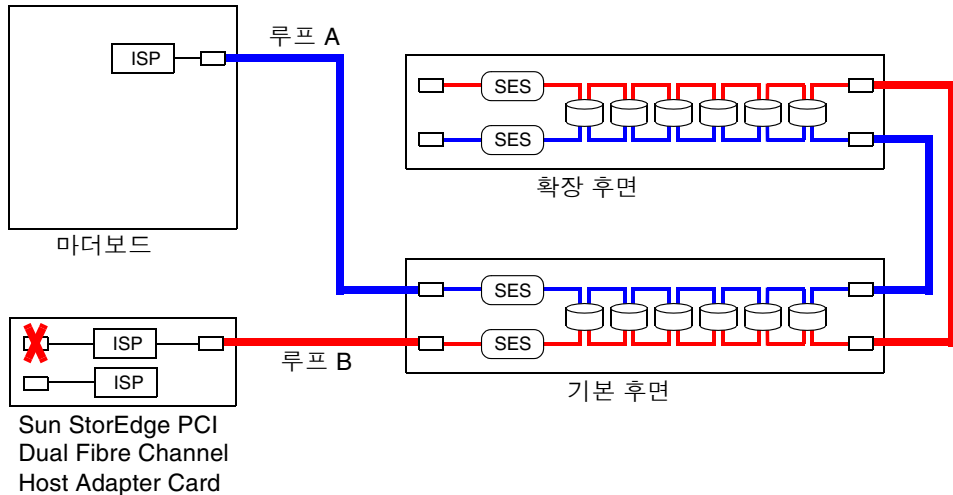 루프 A
ISP
SES
SES
확장 후면
마더보드
SES
ISP
SES
루프 B
ISP
기본 후면
Sun StorEdge PCI
Dual Fibre Channel
Host Adapter Card